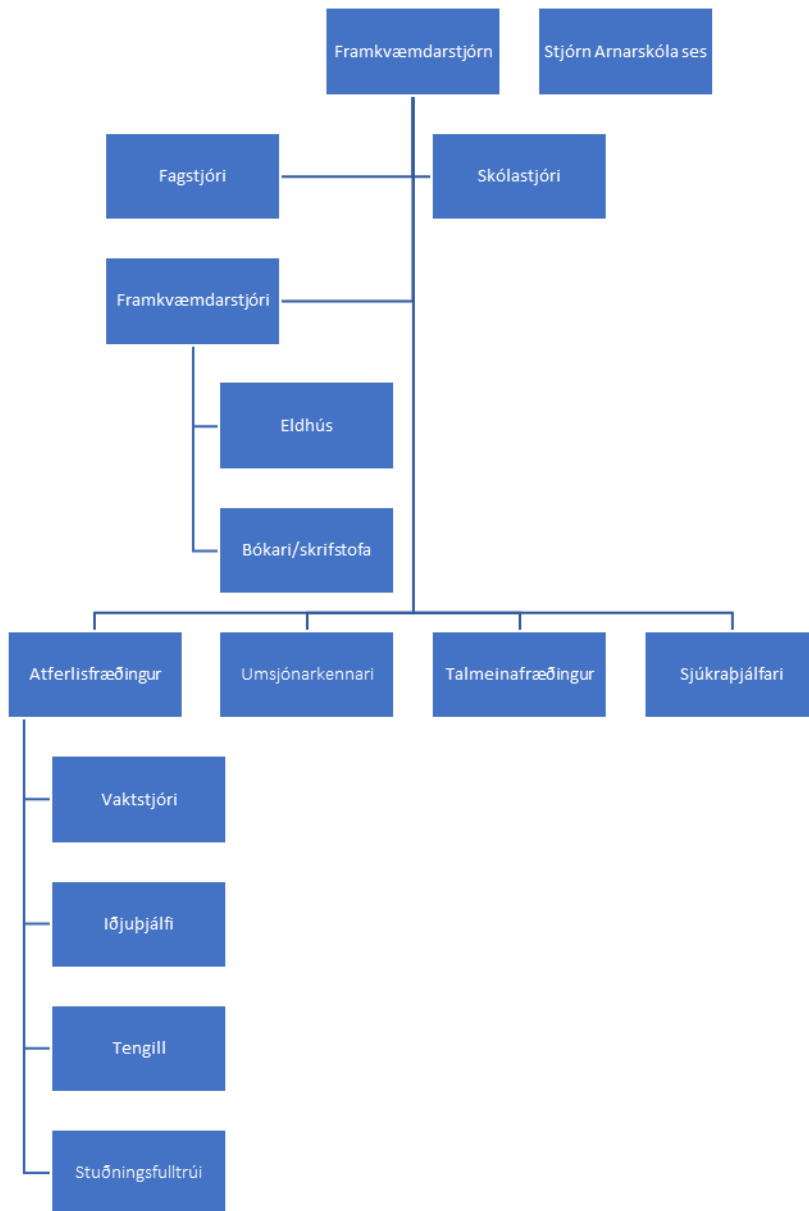 Framkvæmdarstjórn
Stjórn Arnarskóla ses
Fagstjóri
Skólastjóri
Framkvæmdarstjóri
Eldhús
Bókari/skrifstofa
Atferlisfræðingur
Umsjónarkennari
Talmeinafræðingur
Sjúkraþjálfari
Vaktstjóri
Iðjuþjálfi
Tengill
Stuðningsfulltrúi